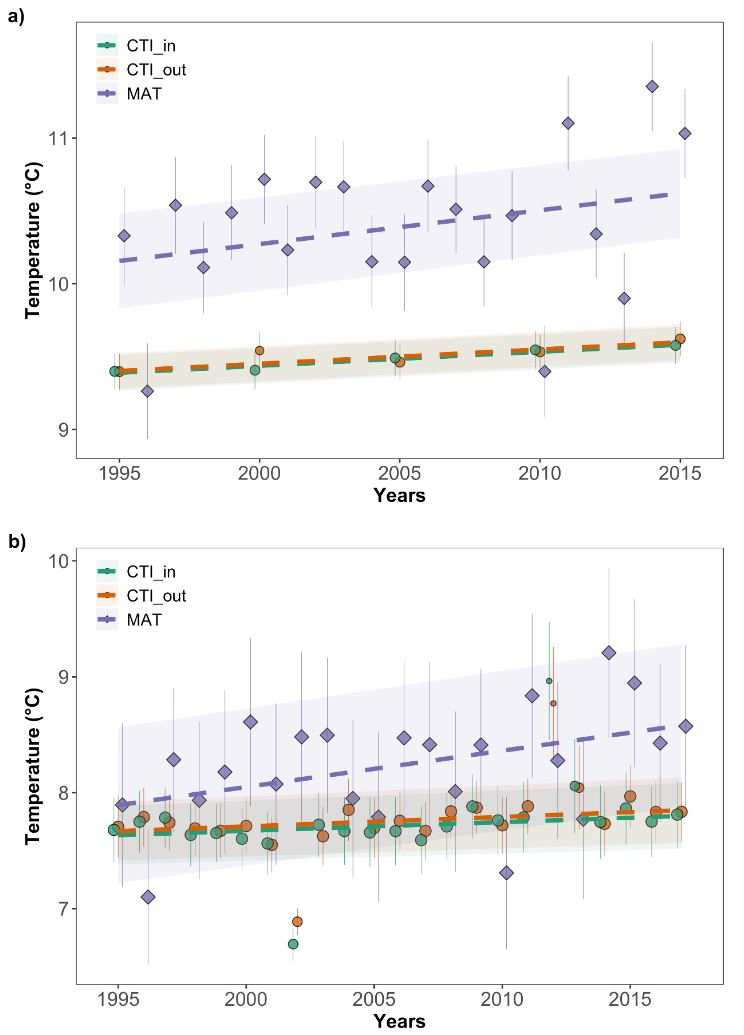 a)
CTI_in
CTI_out
MAT
11
10
9
Temperature (°C)
1995 2000 2005 2010 2015
Years
b)
10
CTI_in
CTI_out
MAT
9
8
7
Temperature (°C)
1995 2000 2005 2010 2015
Years